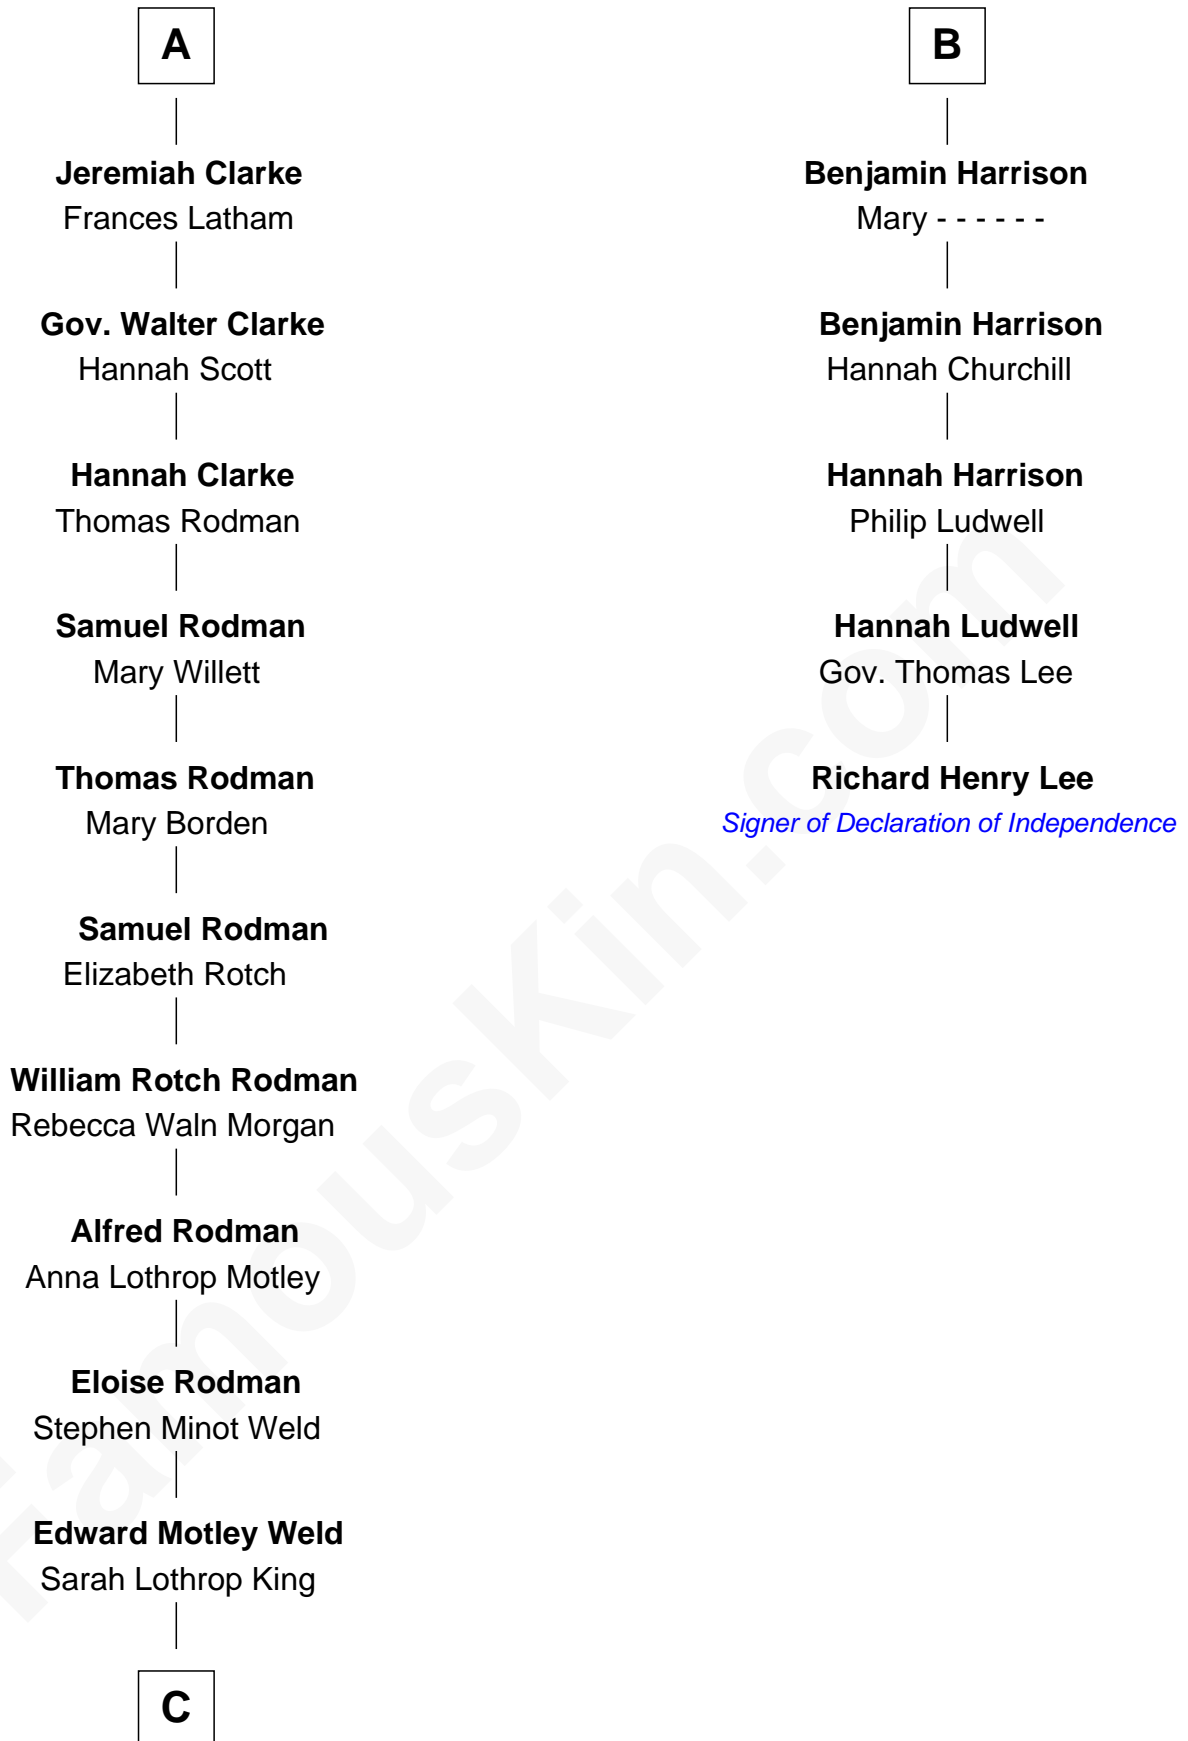 A
Jeremiah Clarke
Frances Latham
Gov. Walter Clarke
Hannah Scott
Hannah Clarke
Thomas Rodman
Samuel Rodman
Mary Willett
Thomas Rodman
Mary Borden
Samuel Rodman
Elizabeth Rotch
William Rotch Rodman
Rebecca Waln Morgan
Alfred Rodman
Anna Lothrop Motley
Eloise Rodman
Stephen Minot Weld
Edward Motley Weld
Sarah Lothrop King
C
B
Benjamin Harrison
Mary - - - - - -
Benjamin Harrison
Hannah Churchill
Hannah Harrison
Philip Ludwell
Hannah Ludwell
Gov. Thomas Lee
Richard Henry Lee
Signer of Declaration of Independence
FamousKin.com